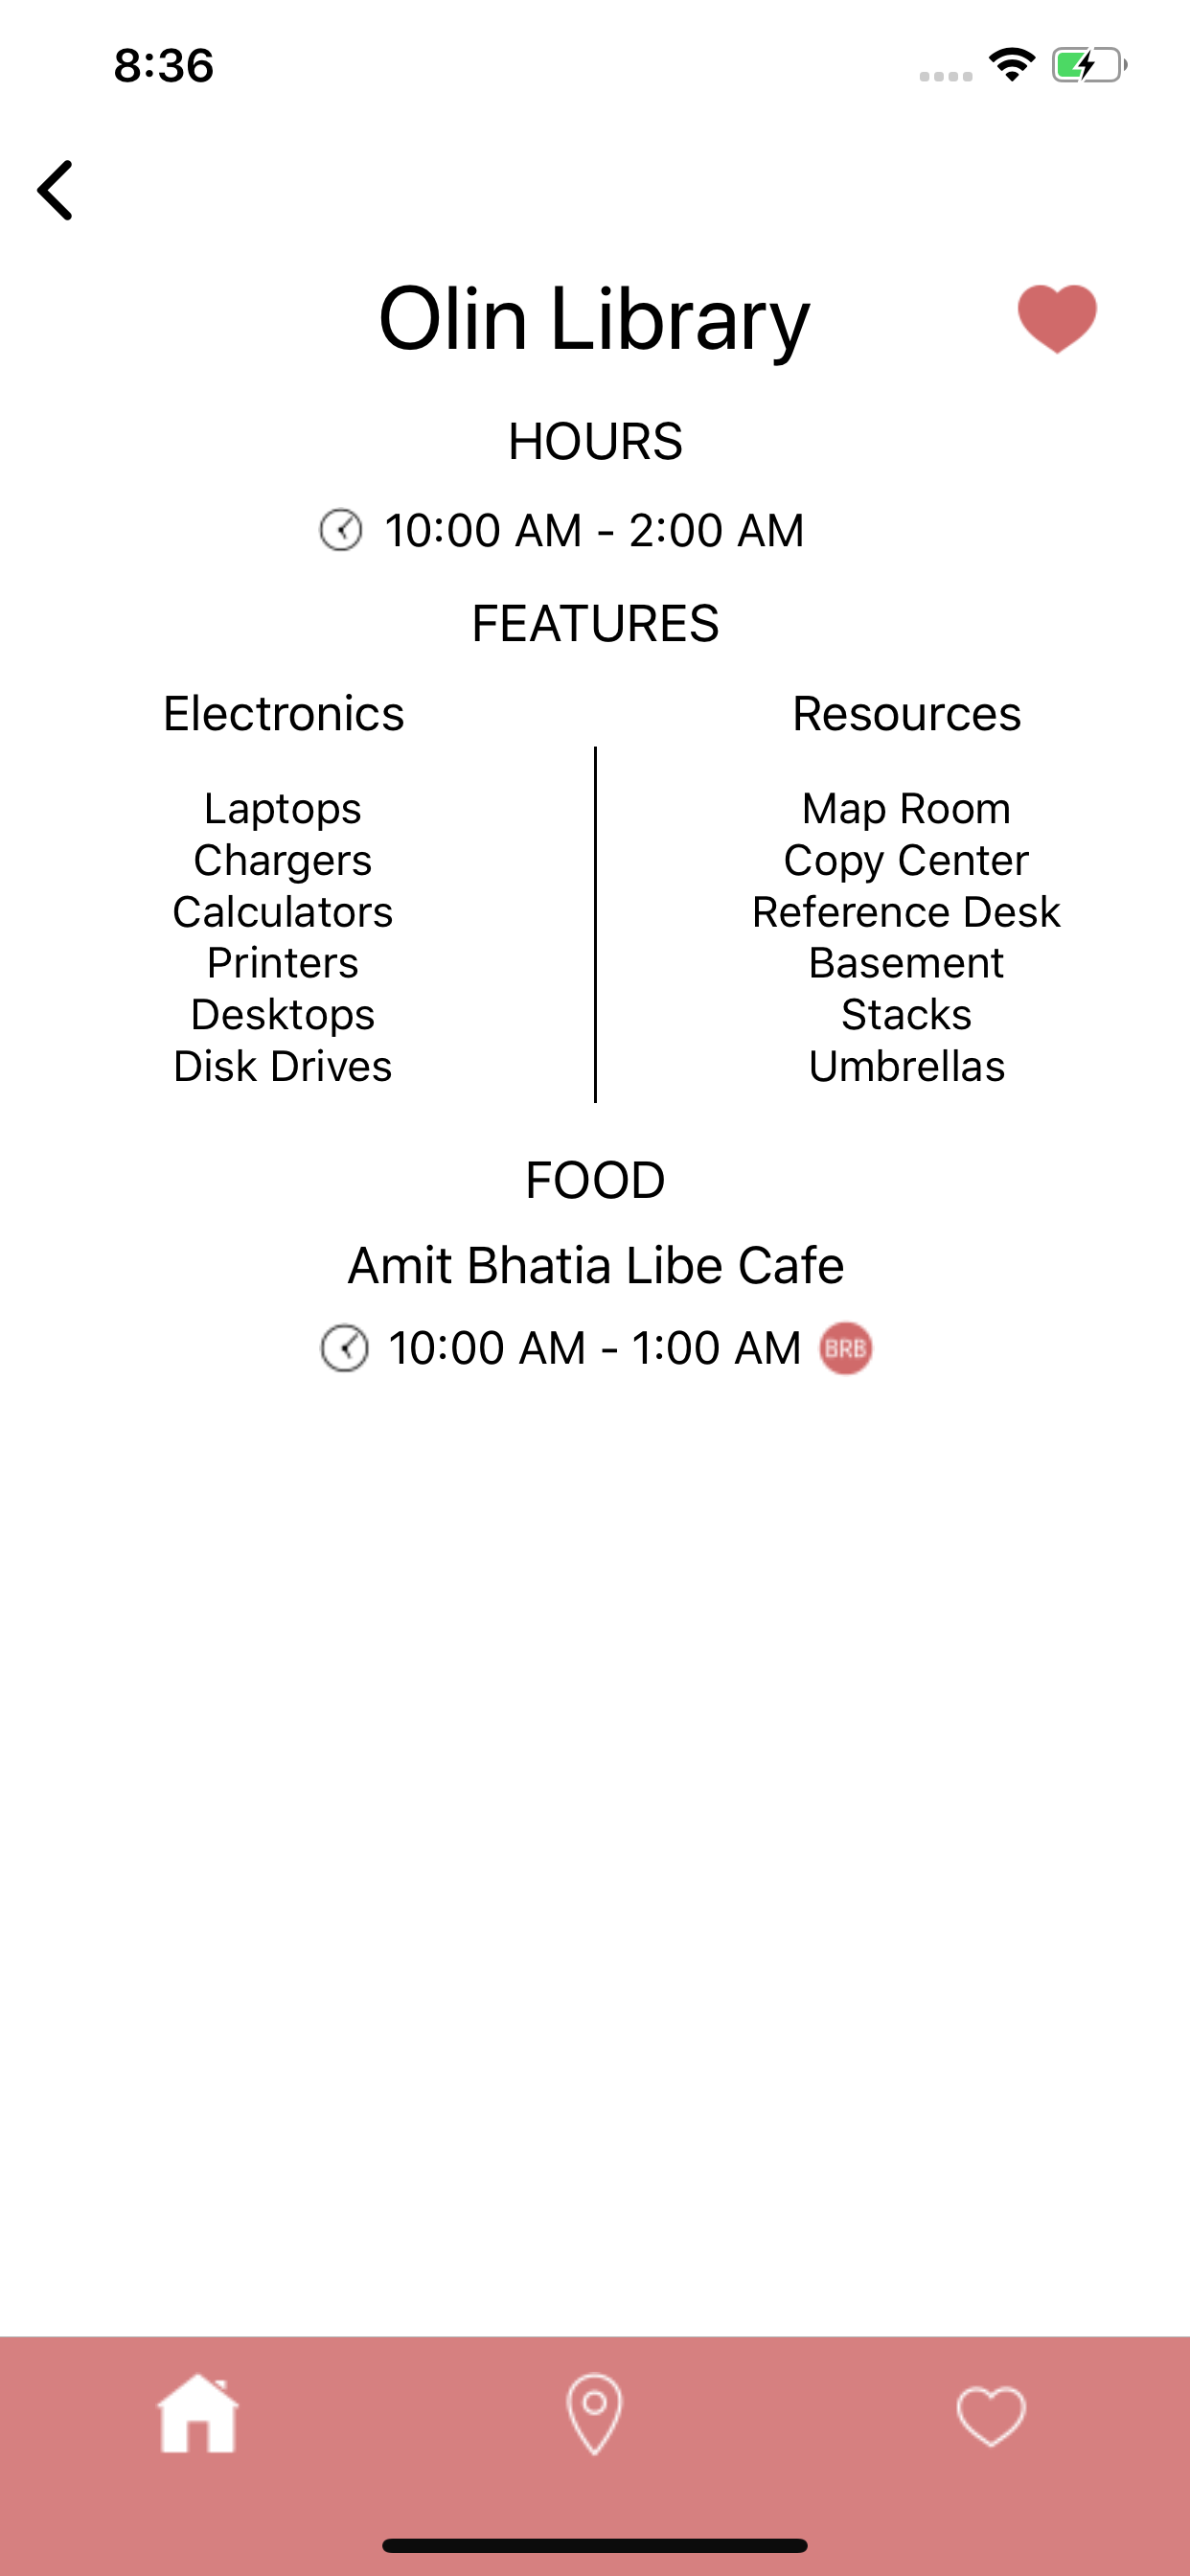 8:36
Olin Library
HOURS
10:00 AM - 2:00 AM
FEATURES
Electronics
Laptops
Chargers
Calculators
Printers
Desktops
Disk Drives
Resources
Map Room
Copy Center
Reference Desk
Basement
Stacks
Umbrellas
FOOD
Amit Bhatia Libe Cafe
10:00 AM - 1:00 AM BRB